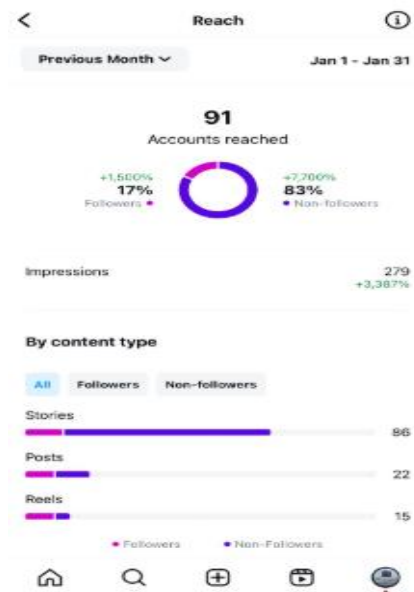 Reach
Previous Month
Jan 1 - Jan 31
91
Accounts reached
+1,500%
17%
Followers
+7,700%
83%
Non-followers
Impressions
279
+3,387%
By content type
All Followers Non-followers
Stories
86
Posts
22
Reels
15
Followers Non-Followers